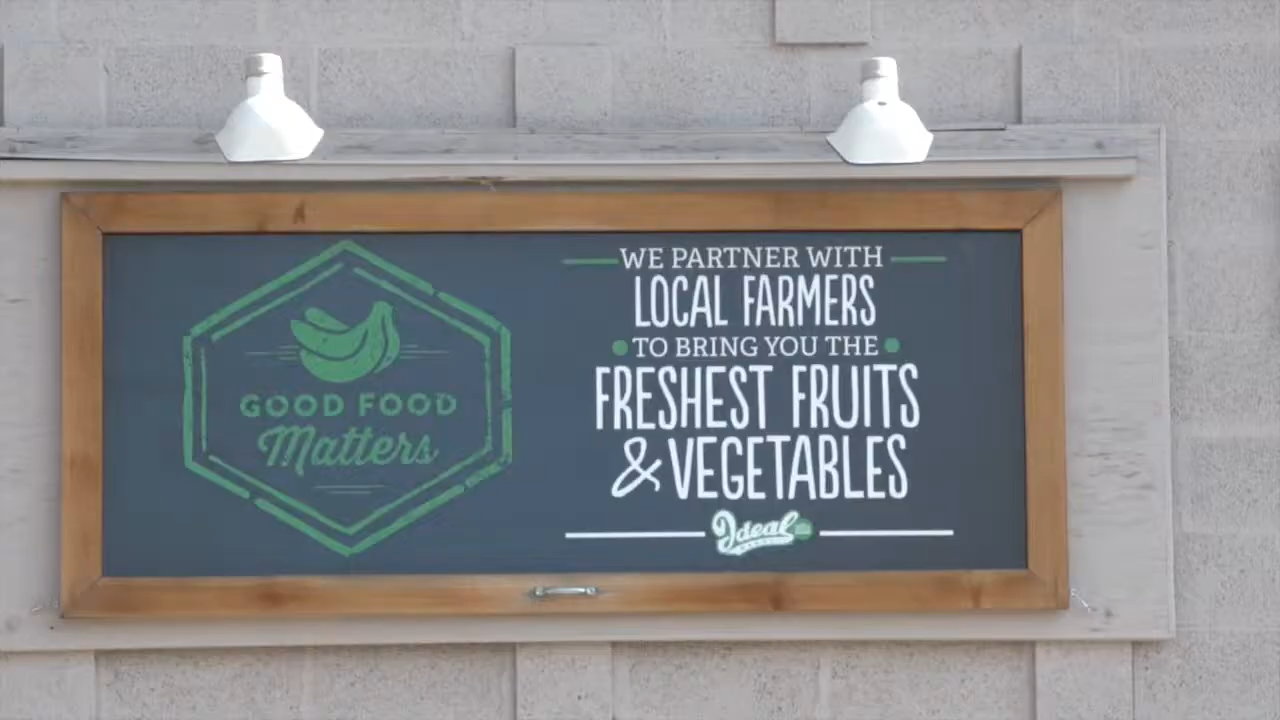 GOOD FOOD
Matters
WE PARTNER WITH
LOCAL FARMERS
TO BRING YOU THE
FRESHEST FRUITS
& VEGETABLES
Ideal